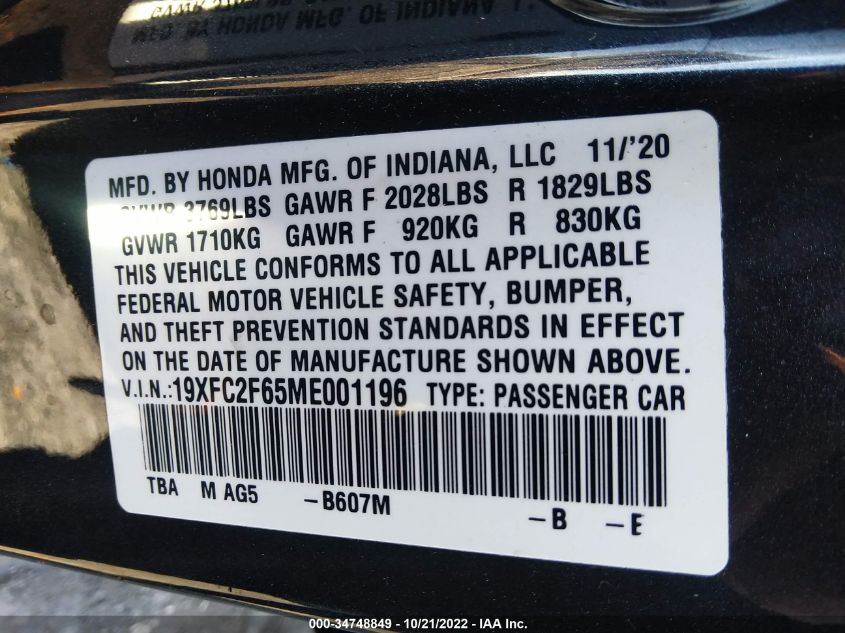 MFD. BY HONDA MFG. OF INDIANA, LLC 11/'20
GVWR 3769LBS GAWR F 2028LBS R 1829LBS
GVWR 1710KG GAWR F 920KG R 830KG
THIS VEHICLE CONFORMS TO ALL APPLICABLE
FEDERAL MOTOR VEHICLE SAFETY, BUMPER,
AND THEFT PREVENTION STANDARDS IN EFFECT
ON THE DATE OF MANUFACTURE SHOWN ABOVE.
V.I.N.:19XFC2F65ME001196 TYPE: PASSENGER CAR
TBA M AG5 -B607M -B -E
000-34748849 - 10/21/2022 - IAA Inc.